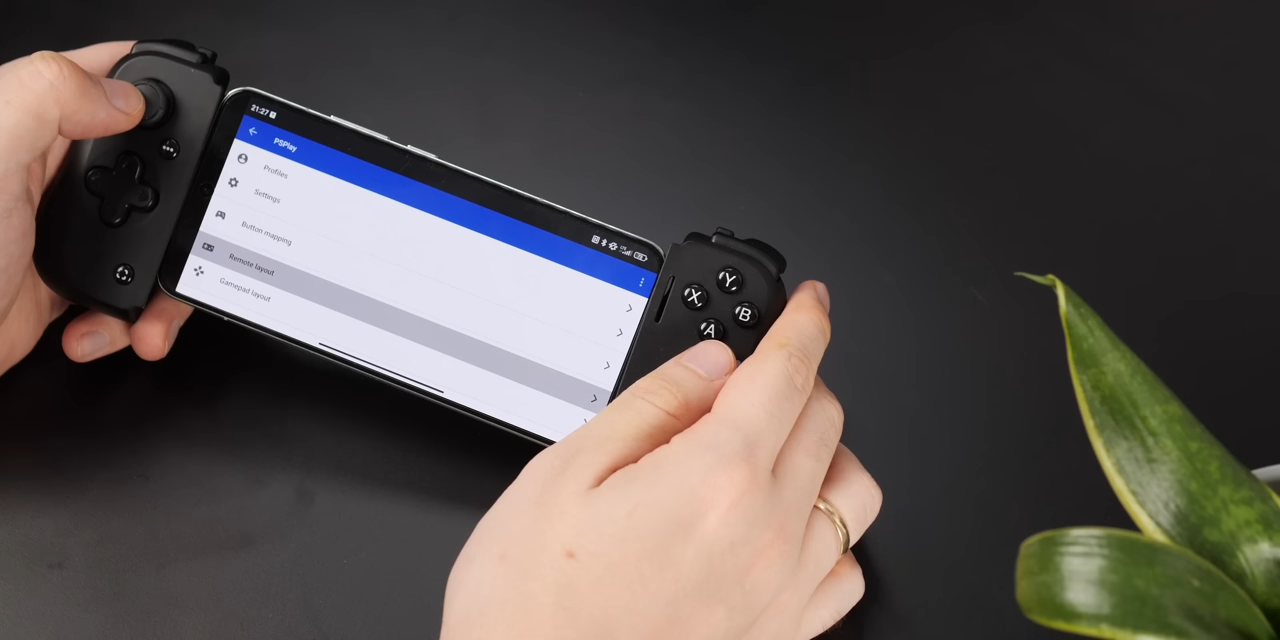 21:27
PSPlay
Profiles
Settings
Button mapping
Remote layout
Gamepad layout
Y
X
B
A